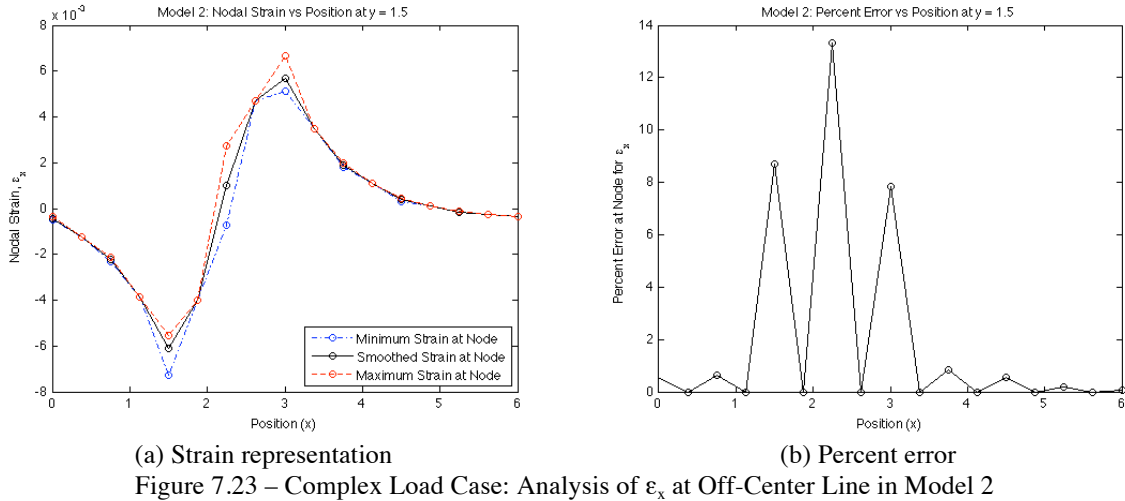 Model 2: Nodal Strain vs Position at y = 1.5
x 10⁻³
8
6
4
2
0
-2
-4
-6
-8
Nodal Strain, εx
0 1 2 3 4 5 6
Position (x)
Minimum Strain at Node
Smoothed Strain at Node
Maximum Strain at Node
Model 2: Percent Error vs Position at y = 1.5
14
12
10
8
6
4
2
0
Percent Error at Node for εx
0 1 2 3 4 5 6
Position (x)
(a) Strain representation
(b) Percent error
Figure 7.23 – Complex Load Case: Analysis of εx at Off-Center Line in Model 2